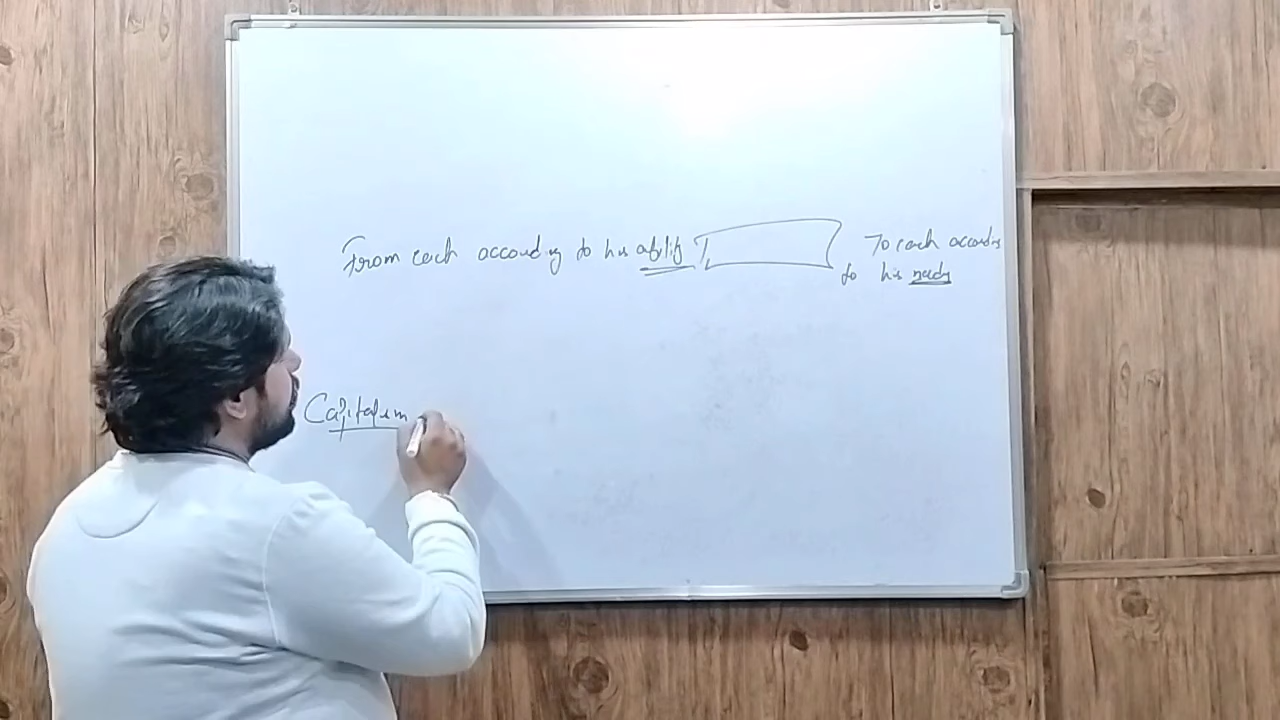 From each according to his ability, To each according
to his needs
Capitalism